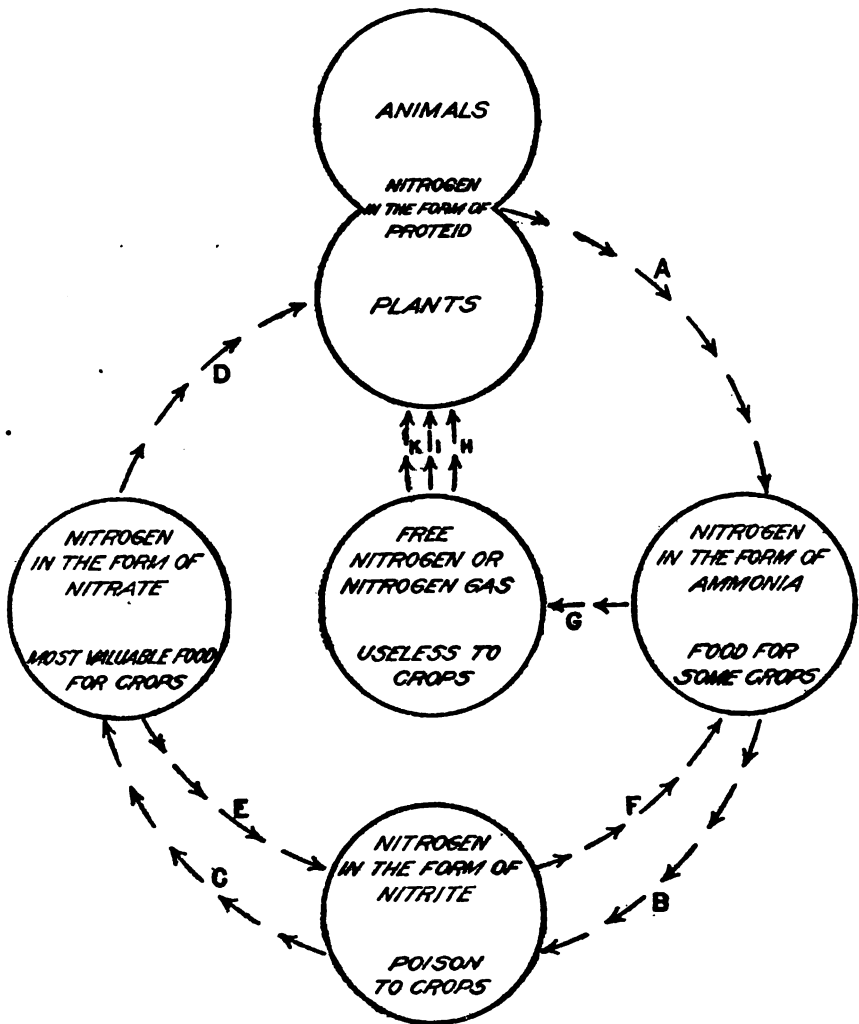 ANIMALS
NITROGEN
IN THE FORM OF
PROTEID
PLANTS
A
D
K I H
NITROGEN
IN THE FORM OF
NITRATE
MOST VALUABLE FOOD
FOR CROPS
FREE
NITROGEN OR
NITROGEN GAS
USELESS TO
CROPS
G
NITROGEN
IN THE FORM OF
AMMONIA
FOOD FOR
SOME CROPS
E
F
C
B
NITROGEN
IN THE FORM OF
NITRITE
POISON
TO CROPS